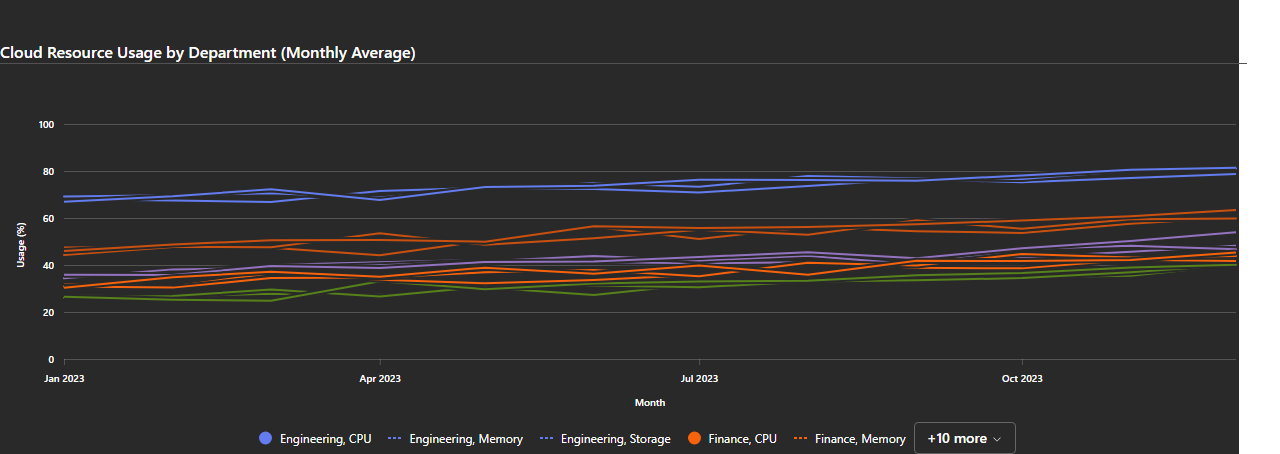 Cloud Resource Usage by Department (Monthly Average)
100
80
60
40
20
0
Usage (%)
Jan 2023 Apr 2023 Jul 2023 Oct 2023
Month
Engineering, CPU Engineering, Memory Engineering, Storage Finance, CPU Finance, Memory +10 more